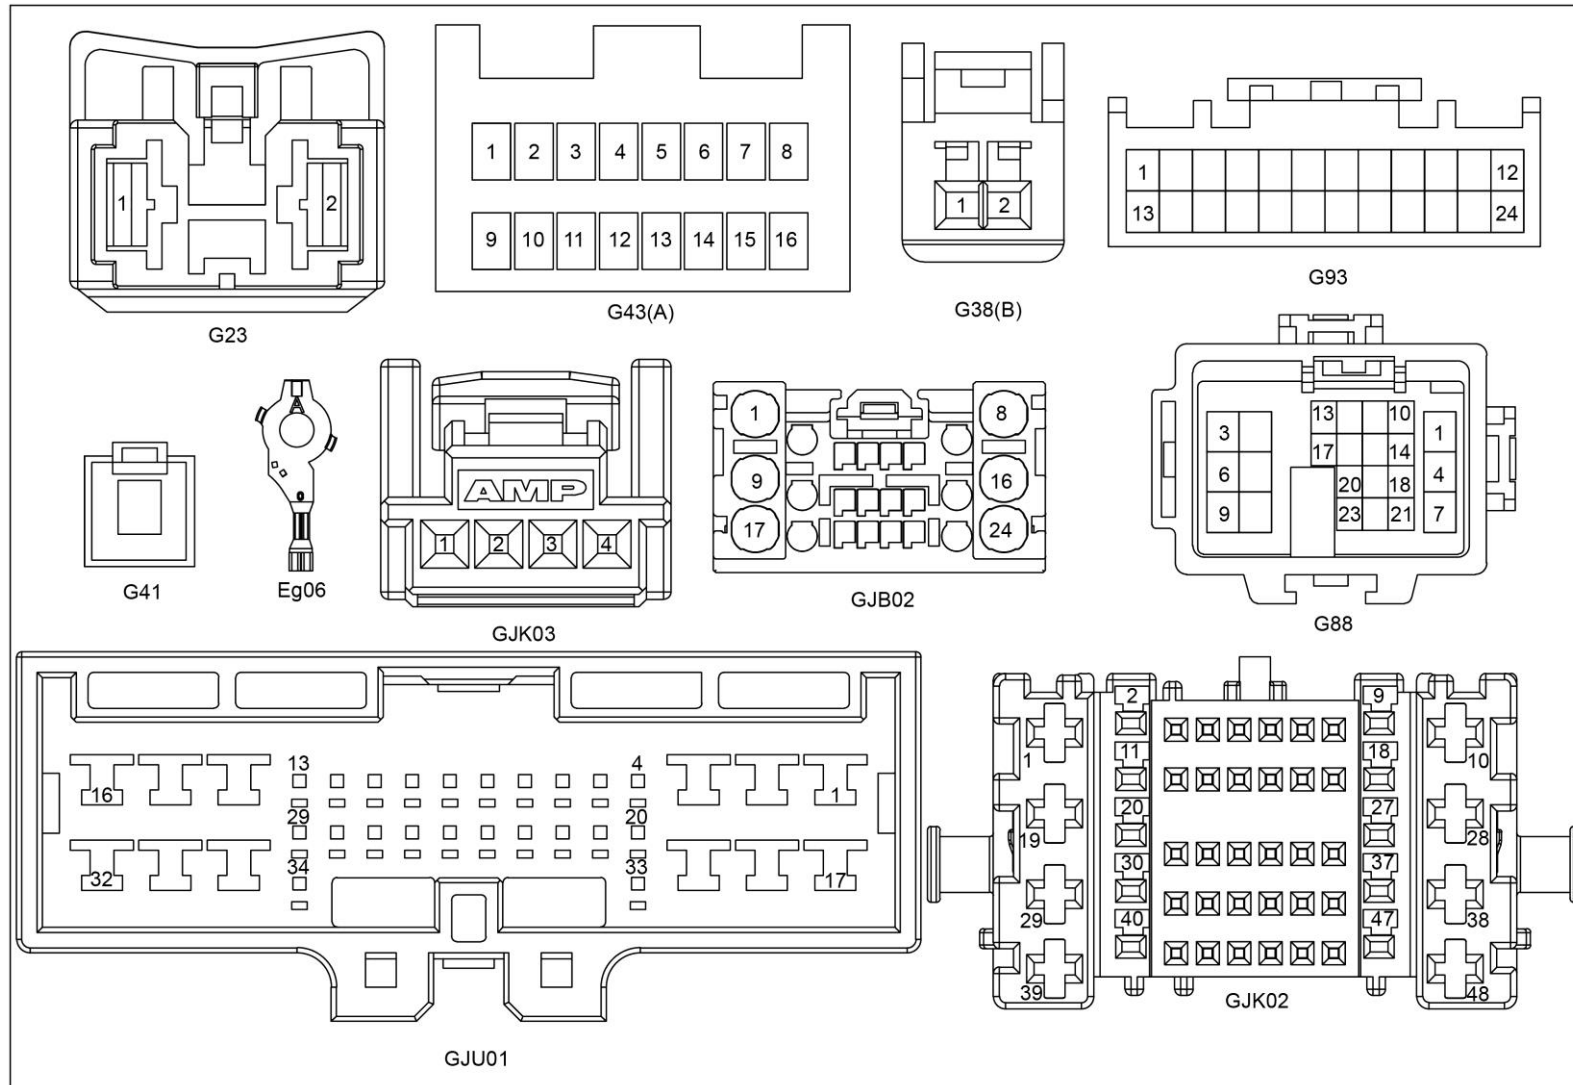 1 2
G23
1 2 3 4 5 6 7 8
9 10 11 12 13 14 15 16
G43(A)
1 2
G38(B)
1 12
13 24
G93
G41
Eg06
AMP
1 2 3 4
GJK03
1 8
9 16
17 24
GJB02
13 10
3 1
17 14
6 20 18 4
9 23 21 7
G88
13 4
16 1
29 20
34 33
32 17
GJU01
2 9
1 11 18 10
20 27
19 28
30 37
29 40 47 38
39 48
GJK02